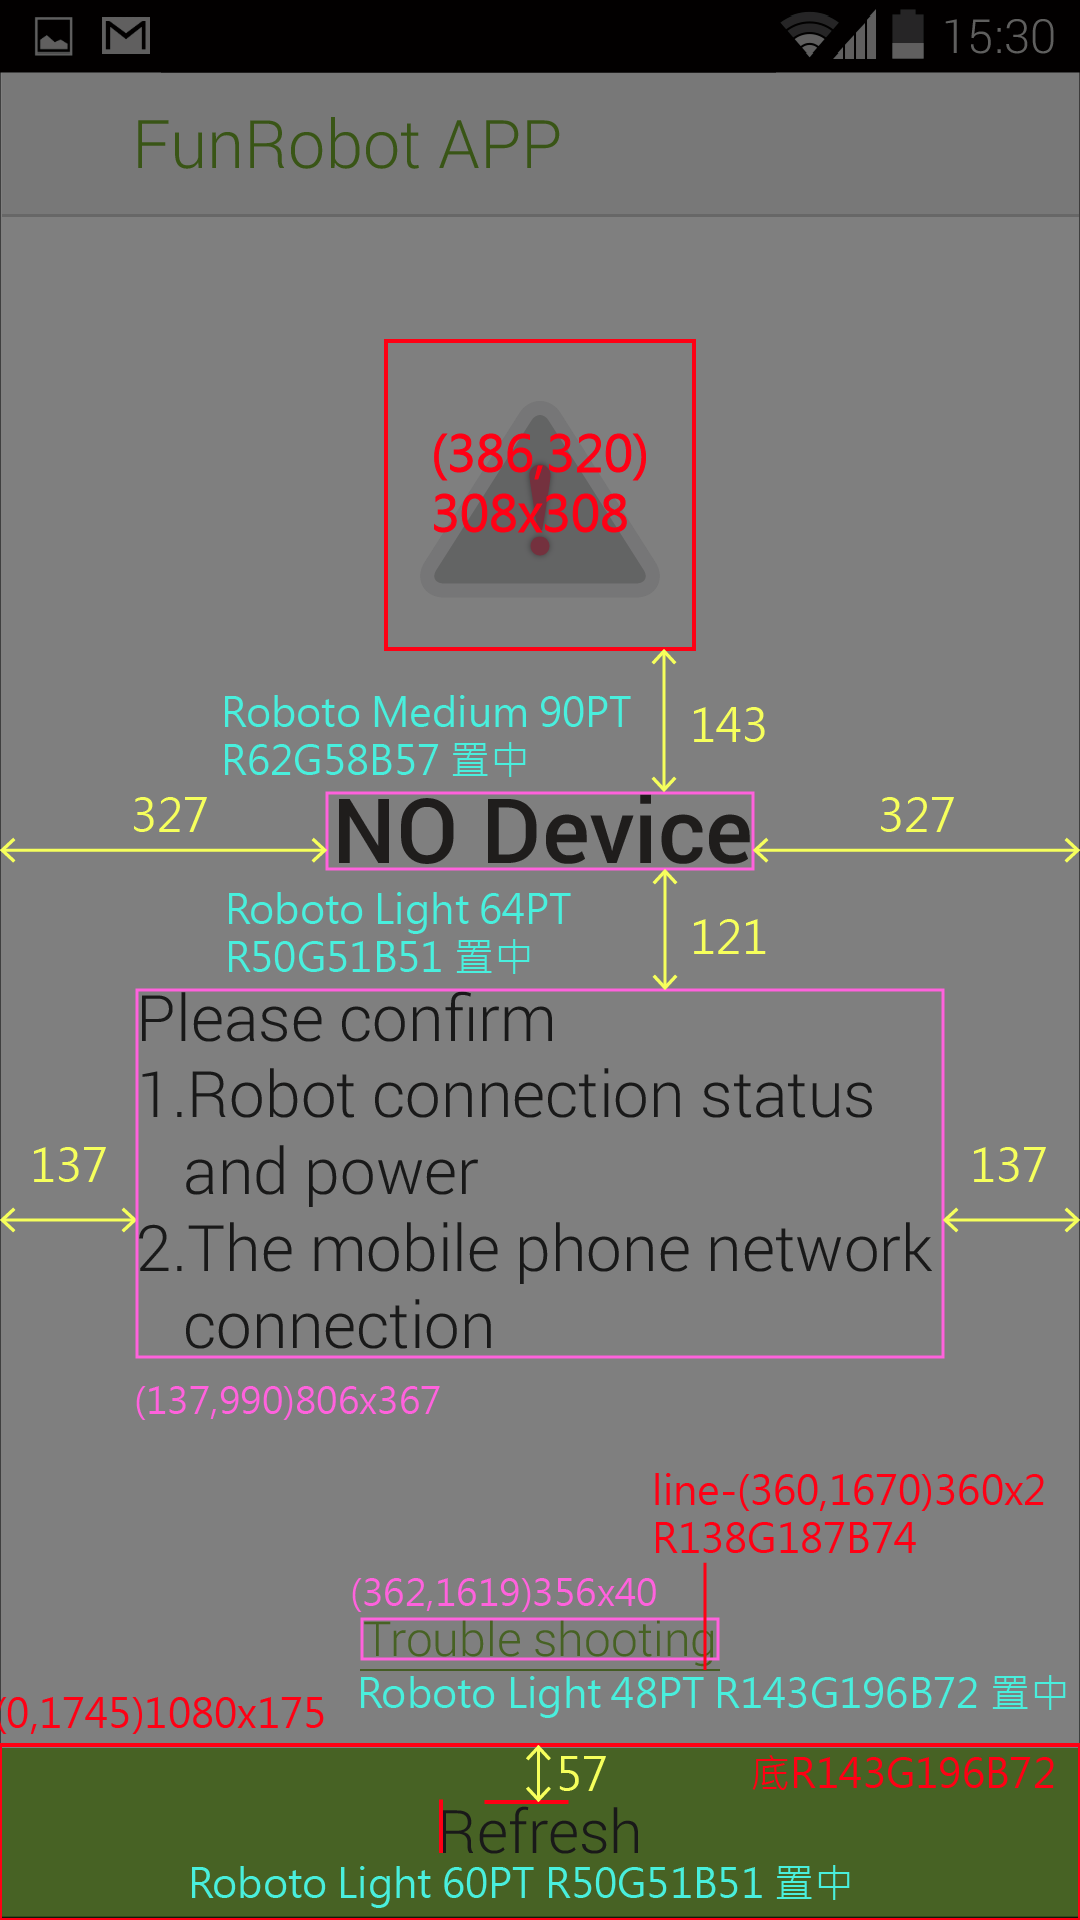 15:30
FunRobot APP
(386,320)
308x308
Roboto Medium 90PT
R62G58B57 置中
143
327
NO Device
327
Roboto Light 64PT
R50G51B51 置中
121
Please confirm
1.Robot connection status
and power
137
137
2.The mobile phone network
connection
(137,990)806x367
line-(360,1670)360x2
R138G187B74
(362,1619)356x40
Trouble shooting
Roboto Light 48PT R143G196B72 置中
(0,1745)1080x175
57
底R143G196B72
Refresh
Roboto Light 60PT R50G51B51 置中